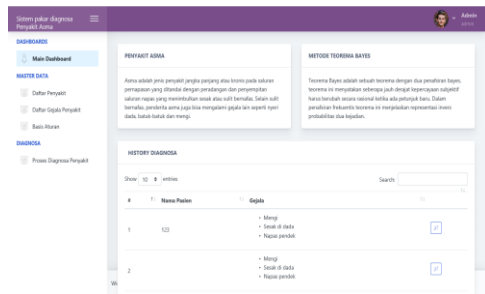 Sistem pakar diagnosa
Penyakit Asma
Admin
admin
DASHBOARDS
Main Dashboard
MASTER DATA
Daftar Penyakit
Daftar Gejala Penyakit
Basis Aturan
DIAGNOSA
Proses Diagnosa Penyakit
PENYAKIT ASMA
Asma adalah jenis penyakit jangka panjang atau kronis pada saluran
pernapasan yang ditandai dengan peradangan dan penyempitan
saluran napas yang menimbulkan sesak atau sulit bernafas. Selain sulit
bernafas, penderita asma juga bisa mengalami gejala lain seperti nyeri
dada, batuk-batuk dan mengi.
METODE TEOREMA BAYES
Teorema Bayes adalah sebuah teorema dengan dua penafsiran bayes,
teorema ini menyatakan seberapa jauh derajat kepercayaan subjektif
harus berubah secara rasional ketika ada petunjuk baru. Dalam
penafsiran frekuentis teorema ini menjelaskan representasi invers
probabilitas dua kejadian.
HISTORY DIAGNOSA
Show 10 entries
Search:
# Nama Pasien Gejala
1 123
• Mengi
• Sesak di dada
• Napas pendek
2
• Mengi
• Sesak di dada
• Napas pendek